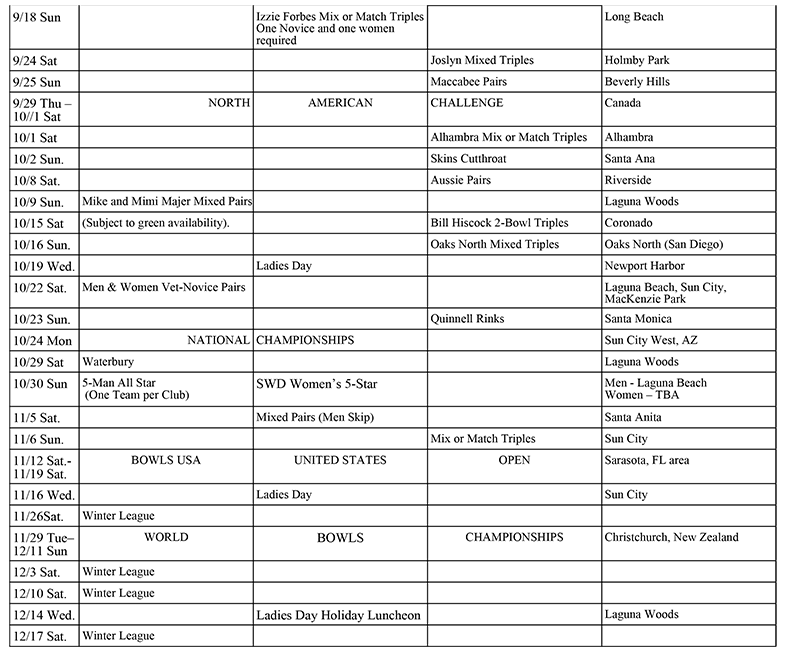 9/18 Sun Izzie Forbes Mix or Match Triples Long Beach
One Novice and one women
required
9/24 Sat Joslyn Mixed Triples Holmby Park
9/25 Sun Maccabee Pairs Beverly Hills
9/29 Thu – NORTH AMERICAN CHALLENGE Canada
10//1 Sat
10/1 Sat Alhambra Mix or Match Triples Alhambra
10/2 Sun. Skins Cutthroat Santa Ana
10/8 Sat. Aussie Pairs Riverside
10/9 Sun. Mike and Mimi Majer Mixed Pairs Laguna Woods
10/15 Sat (Subject to green availability). Bill Hiscock 2-Bowl Triples Coronado
10/16 Sun. Oaks North Mixed Triples Oaks North (San Diego)
10/19 Wed. Ladies Day Newport Harbor
10/22 Sat. Men & Women Vet-Novice Pairs Laguna Beach, Sun City,
MacKenzie Park
10/23 Sun. Quinnell Rinks Santa Monica
10/24 Mon NATIONAL CHAMPIONSHIPS Sun City West, AZ
10/29 Sat Waterbury Laguna Woods
10/30 Sun 5-Man All Star SWD Women's 5-Star Men - Laguna Beach
(One Team per Club) Women – TBA
11/5 Sat. Mixed Pairs (Men Skip) Santa Anita
11/6 Sun. Mix or Match Triples Sun City
11/12 Sat.- BOWLS USA UNITED STATES OPEN Sarasota, FL area
11/19 Sat.
11/16 Wed. Ladies Day Sun City
11/26Sat. Winter League
11/29 Tue– WORLD BOWLS CHAMPIONSHIPS Christchurch, New Zealand
12/11 Sun
12/3 Sat. Winter League
12/10 Sat. Winter League
12/14 Wed. Ladies Day Holiday Luncheon Laguna Woods
12/17 Sat. Winter League